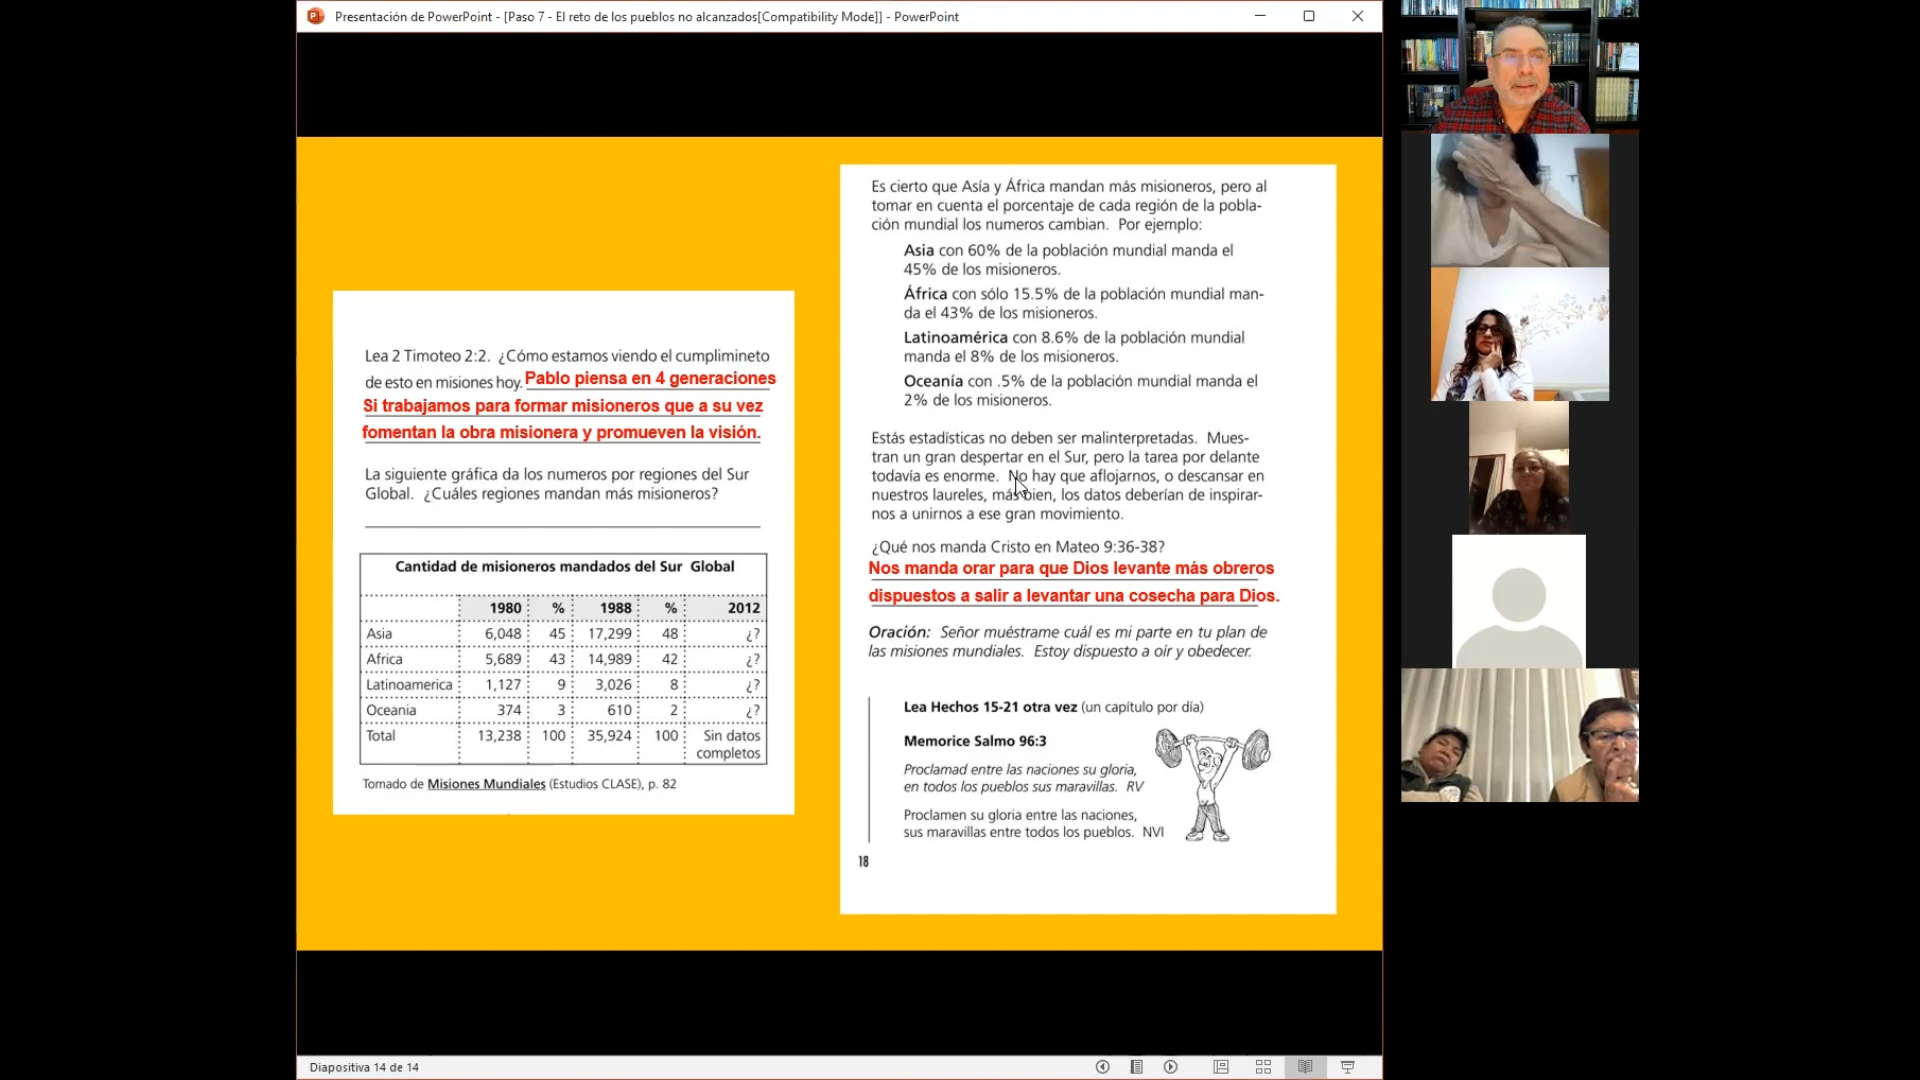 Presentación de PowerPoint - [Paso 7 - El reto de los pueblos no alcanzados[Compatibility Mode]] - PowerPoint
Lea 2 Timoteo 2:2. ¿Cómo estamos viendo el cumplimineto
de esto en misiones hoy. Pablo piensa en 4 generaciones
Si trabajamos para formar misioneros que a su vez
fomentan la obra misionera y promueven la visión.
La siguiente gráfica da los numeros por regiones del Sur
Global. ¿Cuáles regiones mandan más misioneros?
Cantidad de misioneros mandados del Sur Global
1980 % 1988 % 2012
Asia 6,048 45 17,299 48 ¿?
Africa 5,689 43 14,989 42 ¿?
Latinoamerica 1,127 9 3,026 8 ¿?
Oceania 374 3 610 2 ¿?
Total 13,238 100 35,924 100 Sin datos
completos
Tomado de Misiones Mundiales (Estudios CLASE), p. 82
Es cierto que Asía y África mandan más misioneros, pero al
tomar en cuenta el porcentaje de cada región de la pobla-
ción mundial los numeros cambian. Por ejemplo:
Asia con 60% de la población mundial manda el
45% de los misioneros.
África con sólo 15.5% de la población mundial man-
da el 43% de los misioneros.
Latinoamérica con 8.6% de la población mundial
manda el 8% de los misioneros.
Oceanía con .5% de la población mundial manda el
2% de los misioneros.
Estás estadísticas no deben ser malinterpretadas. Mues-
tran un gran despertar en el Sur, pero la tarea por delante
todavía es enorme. No hay que aflojarnos, o descansar en
nuestros laureles, más bien, los datos deberían de inspirar-
nos a unirnos a ese gran movimiento.
¿Qué nos manda Cristo en Mateo 9:36-38?
Nos manda orar para que Dios levante más obreros
dispuestos a salir a levantar una cosecha para Dios.
Oración: Señor muéstrame cuál es mi parte en tu plan de
las misiones mundiales. Estoy dispuesto a oír y obedecer.
Lea Hechos 15-21 otra vez (un capítulo por día)
Memorice Salmo 96:3
Proclamad entre las naciones su gloria,
en todos los pueblos sus maravillas. RV
Proclamen su gloria entre las naciones,
sus maravillas entre todos los pueblos. NVI
18
Diapositiva 14 de 14